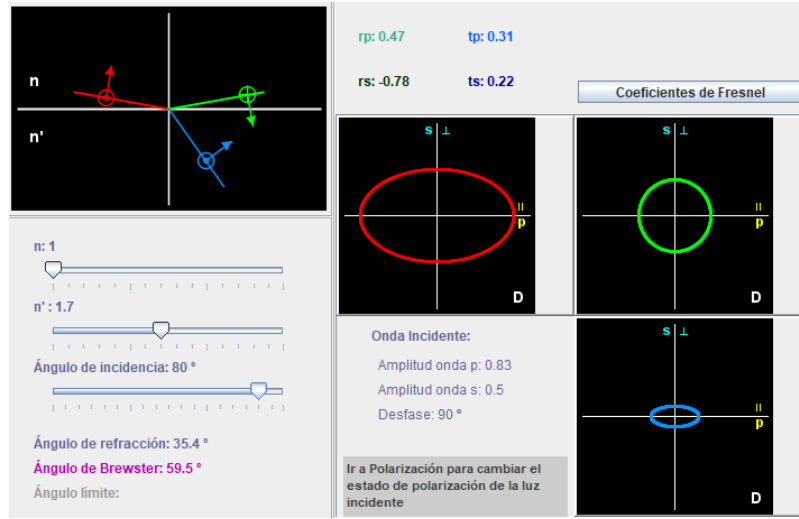 n
n'
rp: 0.47
tp: 0.31
rs: -0.78
ts: 0.22
Coeficientes de Fresnel
s ⊥
=
p
D
s ⊥
=
p
D
n: 1
n' : 1.7
Ángulo de incidencia: 80 º
Ángulo de refracción: 35.4 º
Ángulo de Brewster: 59.5 º
Ángulo límite:
Onda Incidente:
Amplitud onda p: 0.83
Amplitud onda s: 0.5
Desfase: 90 º
Ir a Polarización para cambiar el
estado de polarización de la luz
incidente
s ⊥
=
p
D